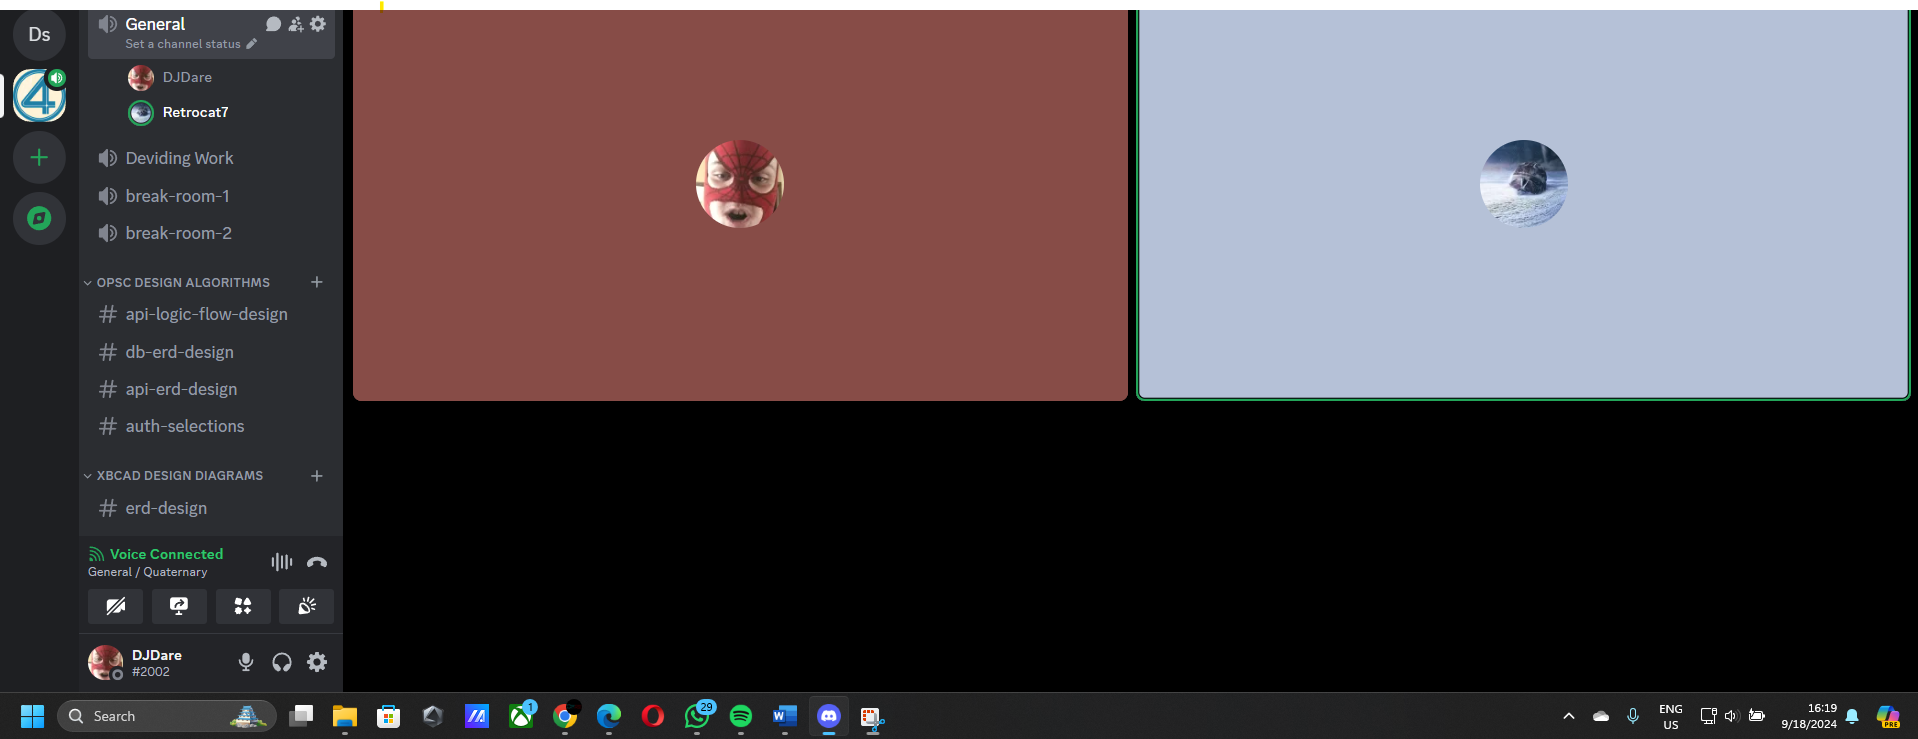 Ds
4
General
Set a channel status
DJDare
Retrocat7
Deviding Work
break-room-1
break-room-2
OPSC DESIGN ALGORITHMS
api-logic-flow-design
db-erd-design
api-erd-design
auth-selections
XBCAD DESIGN DIAGRAMS
erd-design
Voice Connected
General / Quaternary
DJDare
#2002
Search
1
29
W
ENG
US
16:19
9/18/2024
PRE